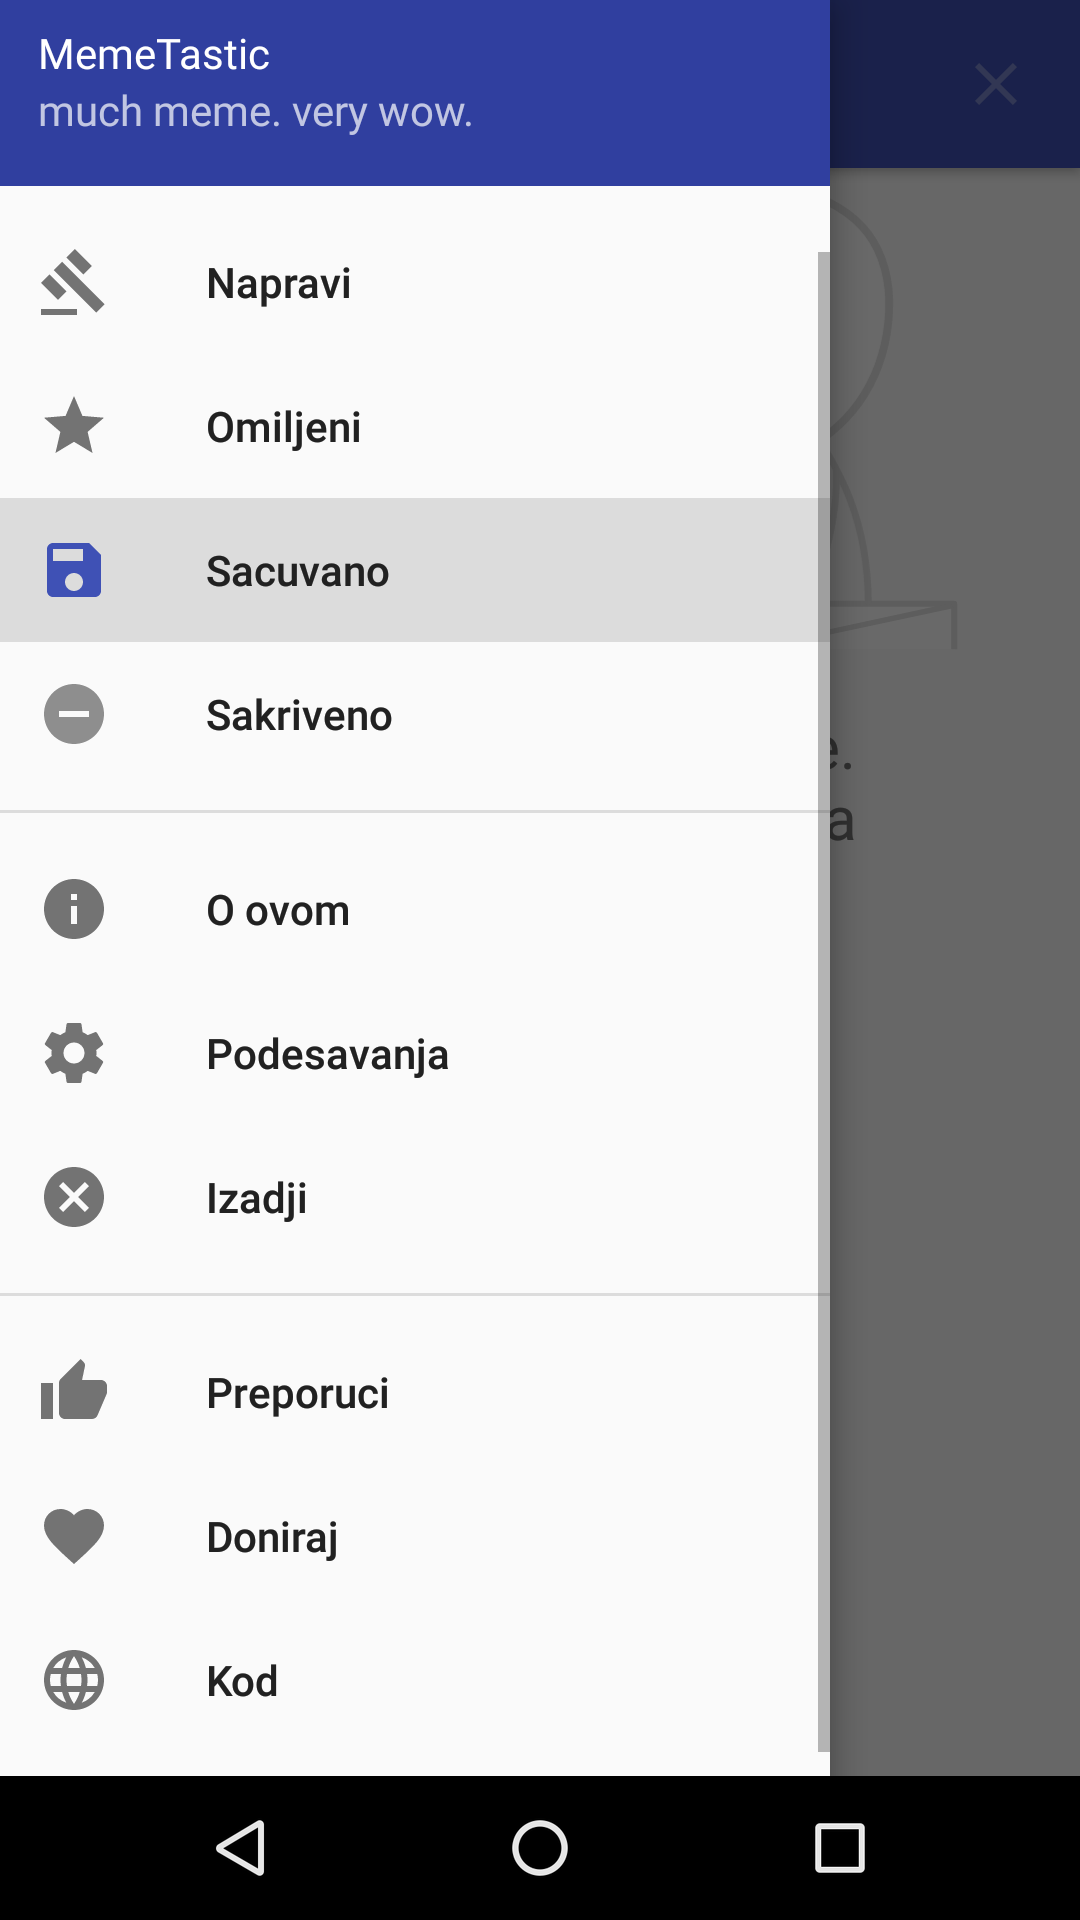 MemeTastic
much meme. very wow.
Napravi
Omiljeni
Sacuvano
Sakriveno
O ovom
Podesavanja
Izadji
Preporuci
Doniraj
Kod